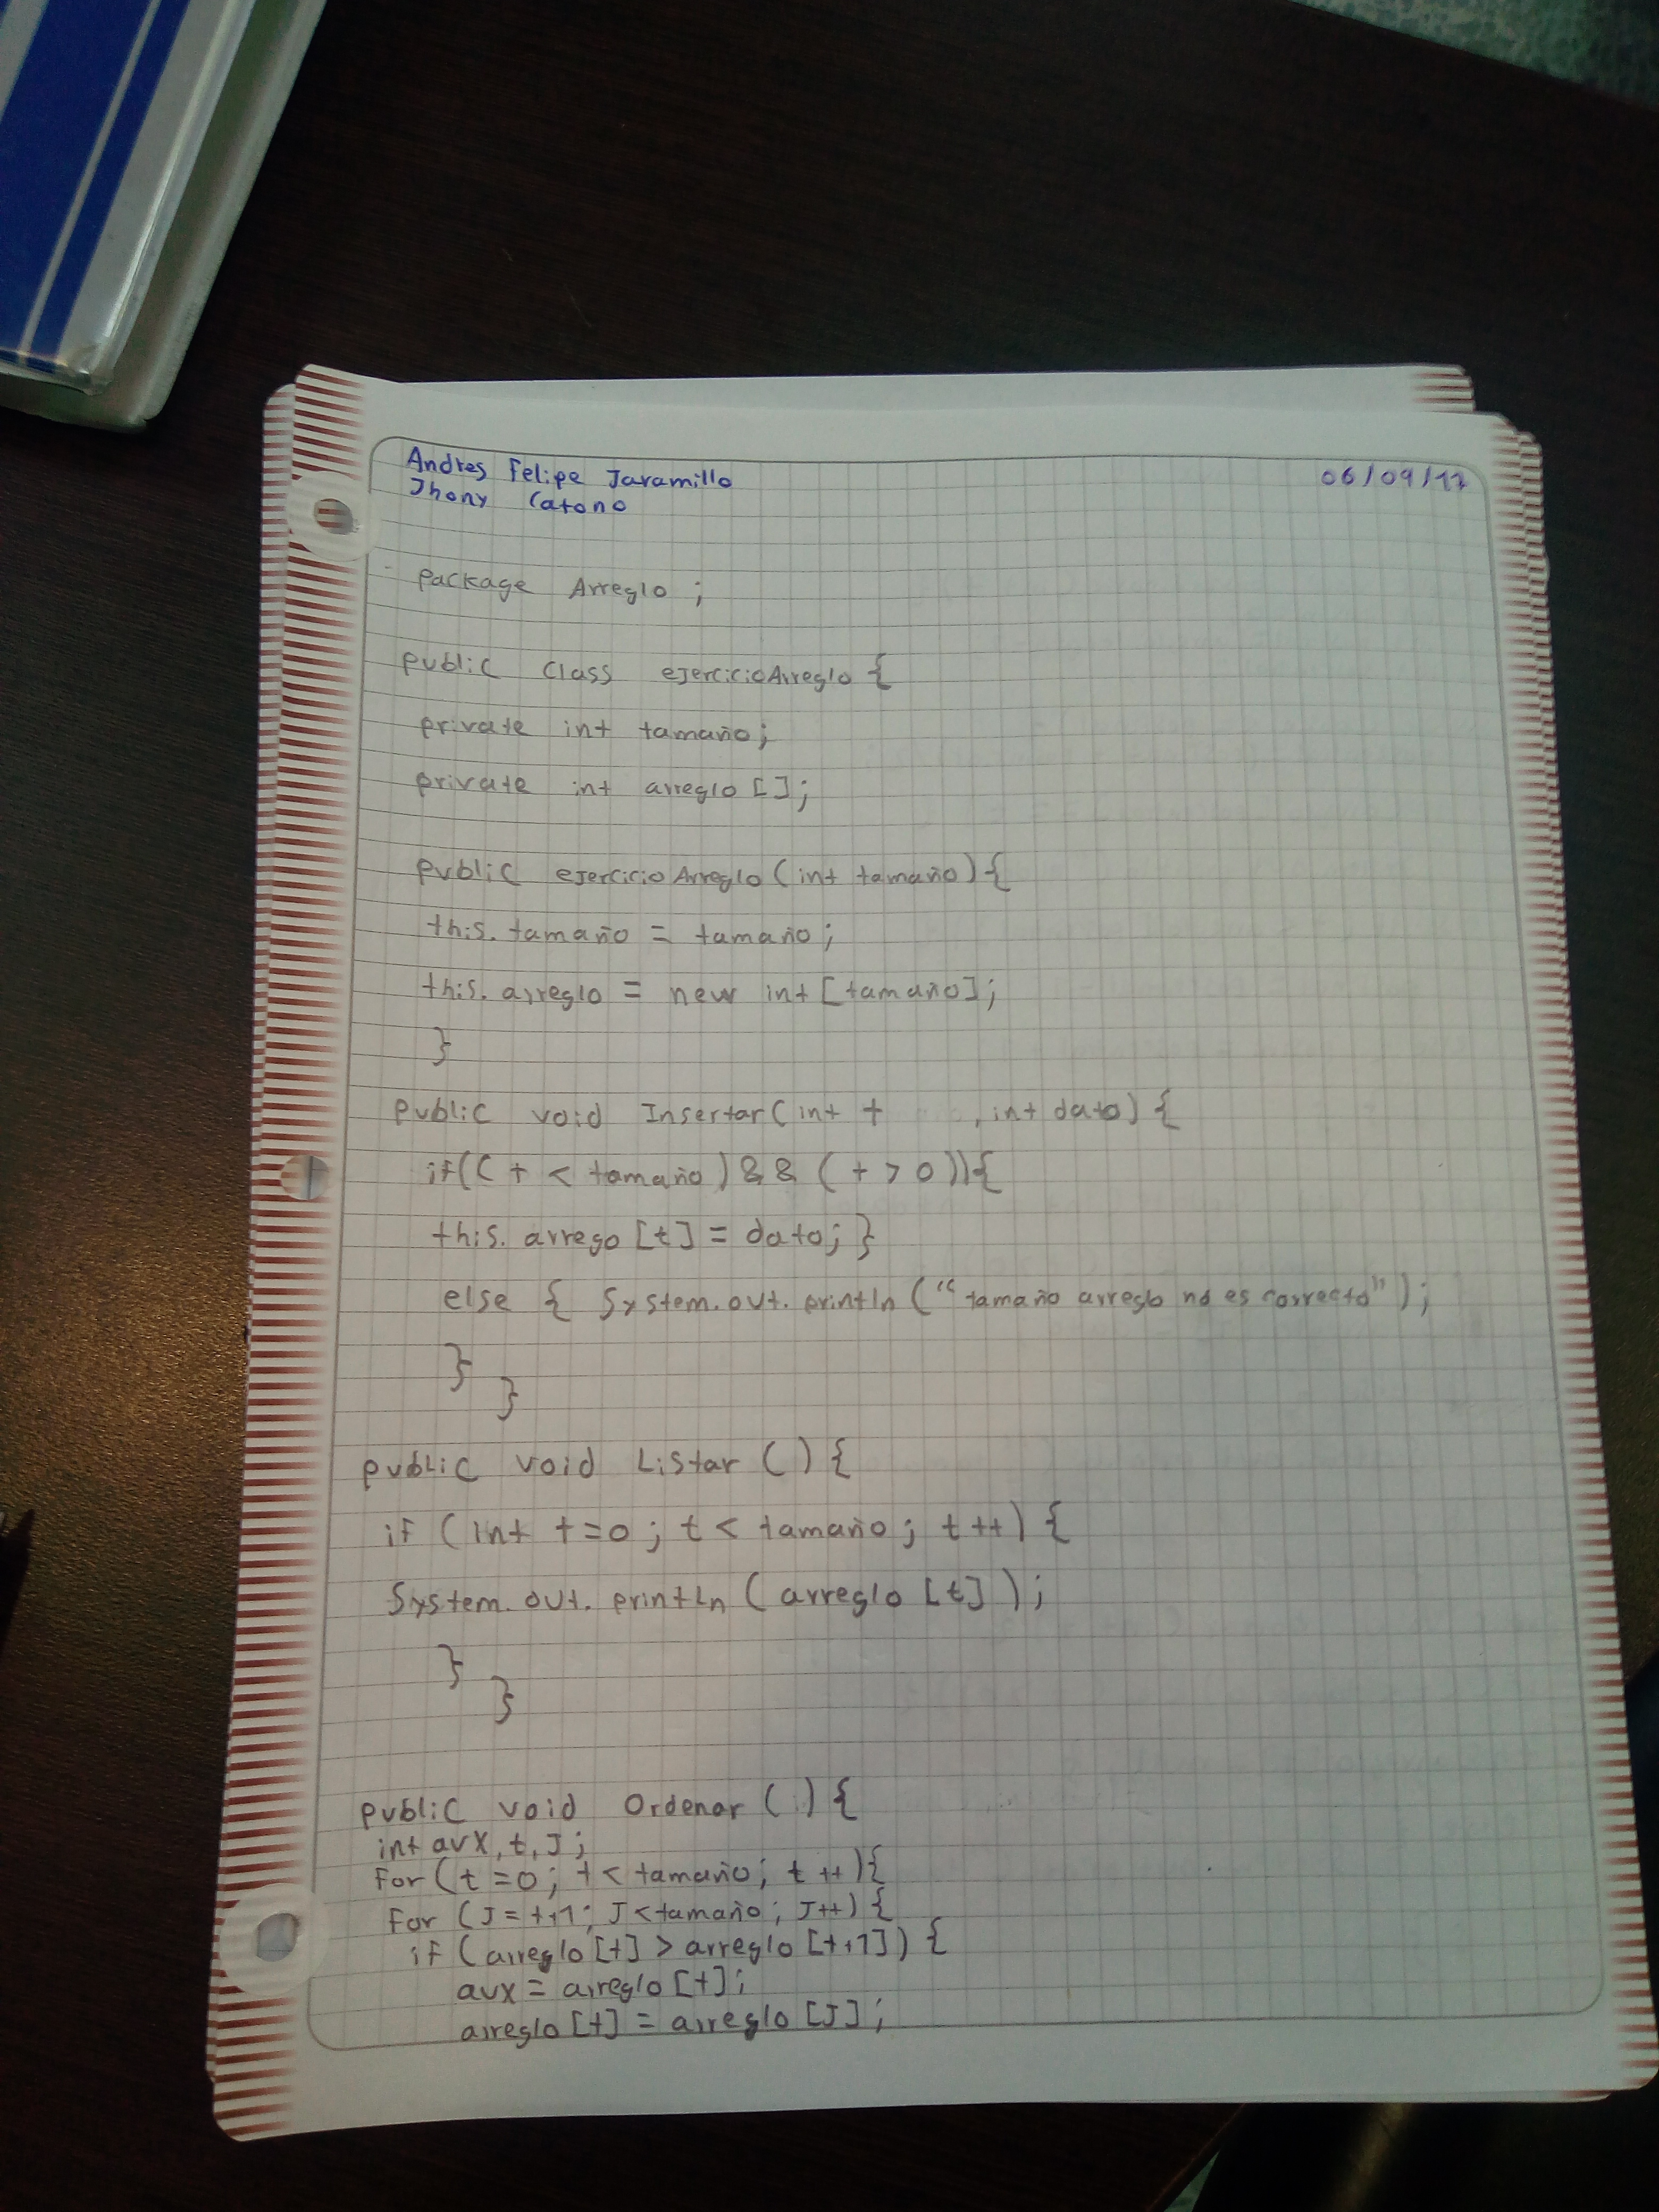 Andres Felipe Jaramillo
Jhony Catono
06/09/17
package Arreglo ;
public class ejercicioArreglo {
private int tamaño;
private int arreglo [];
public ejercicioArreglo (int tamaño) {
this. tamaño = tamaño;
this. arreglo = new int [tamaño];
}
public void Insertar (int t , int dato) {
if (( t < tamaño ) && ( t > 0 )) {
this. arrego [t] = dato; }
else { System. out. println ( "tamaño arreglo no es correcto" ) ;
}
}
public void Listar () {
if (int t = 0 ; t < tamaño ; t ++) {
System. out. println ( arreglo [t] ) ;
}
}
public void Ordenar ( ) {
int aux, t, J ;
For (t = 0 ; t < tamaño; t ++) {
For (J = t+1 ; J < tamaño ; J++) {
if (arreglo [t] > arreglo [t+1]) {
aux = arreglo [t] ;
arreglo [t] = arreglo [J] ;